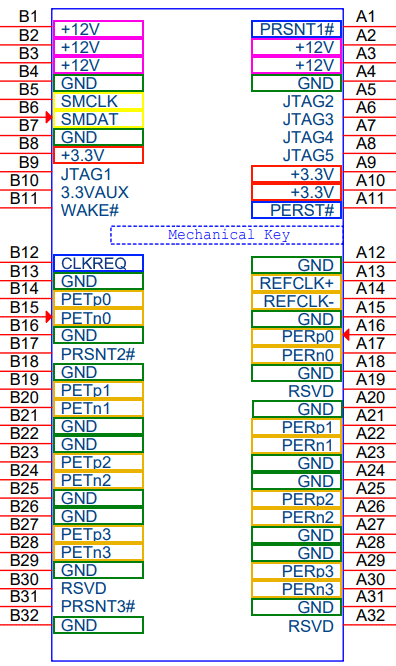 B1 +12V PRSNT1# A1
B2 +12V +12V A2
B3 +12V +12V A3
B4 GND GND A4
B5 SMCLK JTAG2 A5
B6 SMDAT JTAG3 A6
B7 GND JTAG4 A7
B8 +3.3V JTAG5 A8
B9 JTAG1 +3.3V A9
B10 3.3VAUX +3.3V A10
B11 WAKE# PERST# A11
Mechanical Key
B12 CLKREQ GND A12
B13 GND REFCLK+ A13
B14 PETp0 REFCLK- A14
B15 PETn0 GND A15
B16 GND PERp0 A16
B17 PRSNT2# PERn0 A17
B18 GND GND A18
B19 PETp1 RSVD A19
B20 PETn1 GND A20
B21 GND PERp1 A21
B22 GND PERn1 A22
B23 PETp2 GND A23
B24 PETn2 GND A24
B25 GND PERp2 A25
B26 GND PERn2 A26
B27 PETp3 GND A27
B28 PETn3 GND A28
B29 GND PERp3 A29
B30 RSVD PERn3 A30
B31 PRSNT3# GND A31
B32 GND RSVD A32